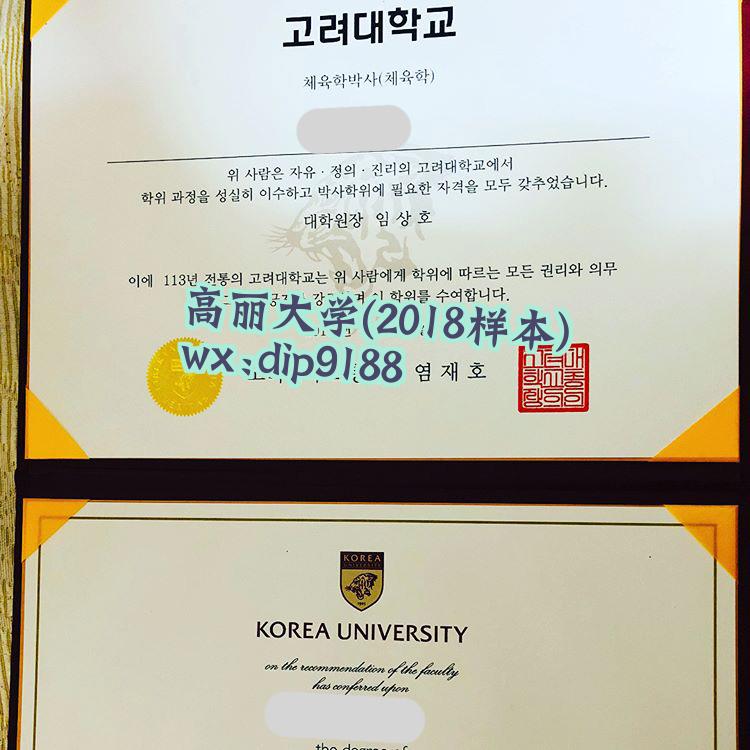 고려대학교
체육학박사(체육학)
위 사람은 자유 · 정의 · 진리의 고려대학교에서
학위 과정을 성실히 이수하고 박사학위에 필요한 자격을 모두 갖추었습니다.
대학원장 임상호
이에 113년 전통의 고려대학교는 위 사람에게 학위에 따르는 모든 권리와 의무
이 학위를 수여합니다.
高丽大学(2018样本)
wx:dip9188
염재호
KOREA
UNIVERSITY
1905
KOREA UNIVERSITY
on the recommendation of the faculty
has conferred upon
the degree of